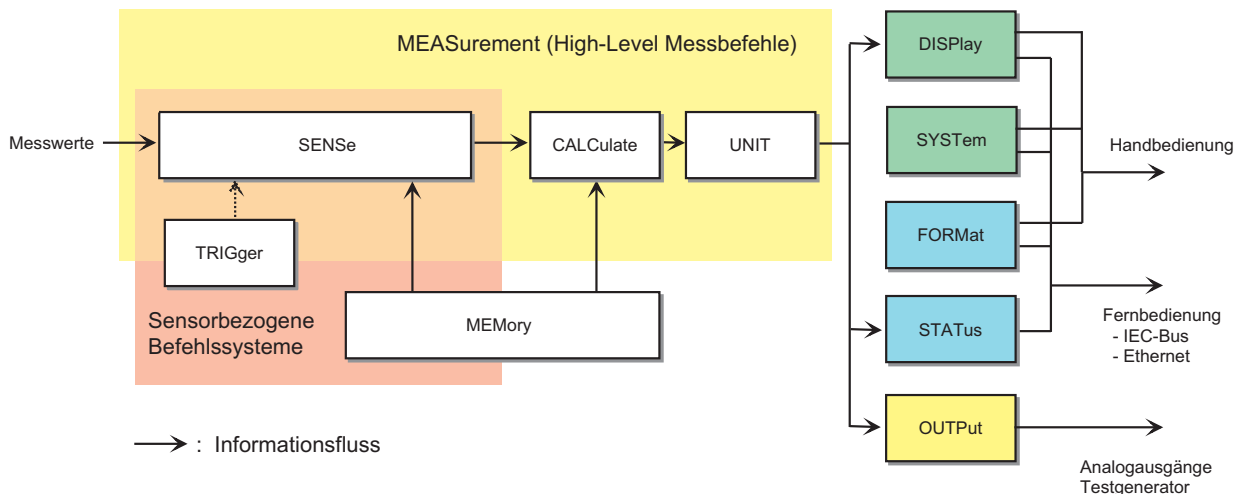 MEASurement (High-Level Messbefehle)
DISPlay
Messwerte
SENSe
CALCulate
UNIT
SYSTem
Handbedienung
TRIGger
FORMat
MEMory
Sensorbezogene
Befehlssysteme
STATus
Fernbedienung
- IEC-Bus
- Ethernet
: Informationsfluss
OUTPut
Analogausgänge
Testgenerator